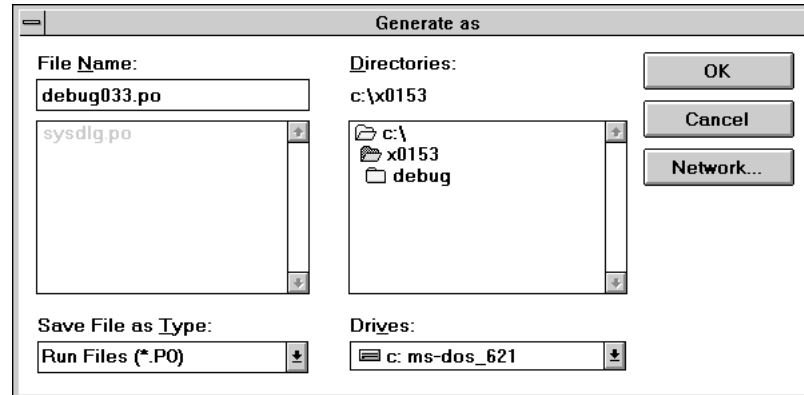 Generate as
File Name:
debug033.po
sysdlg.po
Save File as Type:
Run Files (*.PO)
Directories:
c:\x0153
c:\
x0153
debug
Drives:
c: ms-dos_621
OK
Cancel
Network...